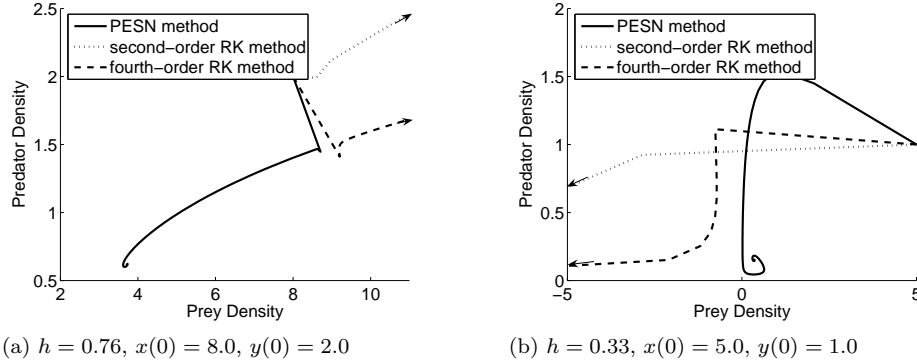 2.5
2
1.5
1
0.5
2
4
6
8
10
Prey Density
Predator Density
PESN method
second−order RK method
fourth−order RK method
(a) h = 0.76, x(0) = 8.0, y(0) = 2.0
2
1.5
1
0.5
0
−5
0
5
Prey Density
Predator Density
PESN method
second−order RK method
fourth−order RK method
(b) h = 0.33, x(0) = 5.0, y(0) = 1.0